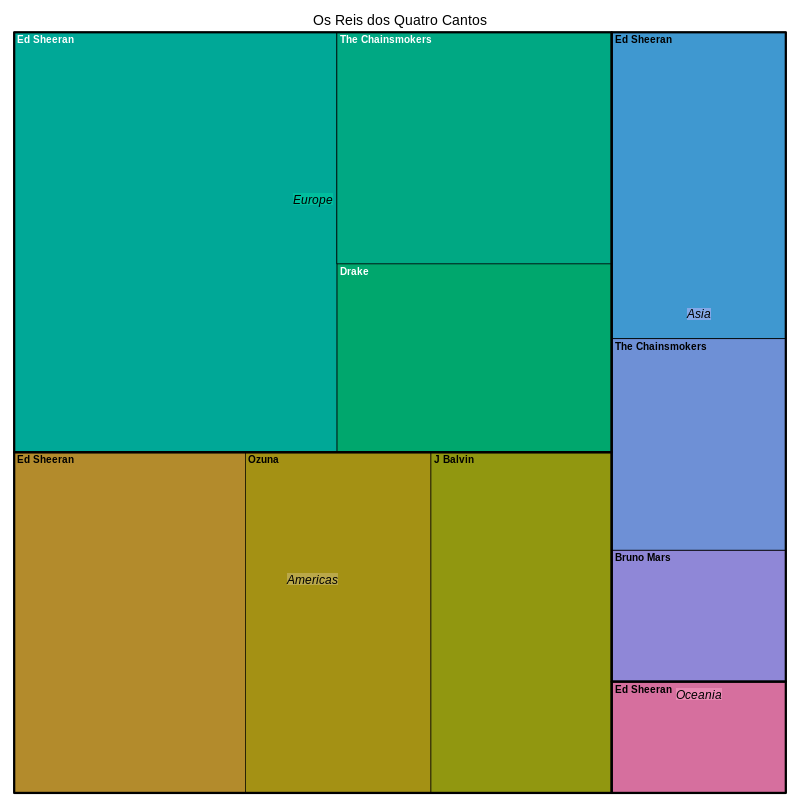 Os Reis dos Quatro Cantos
Ed Sheeran
The Chainsmokers
Ed Sheeran
Europe
Drake
Asia
The Chainsmokers
Ed Sheeran
Ozuna
J Balvin
Bruno Mars
Americas
Ed Sheeran
Oceania